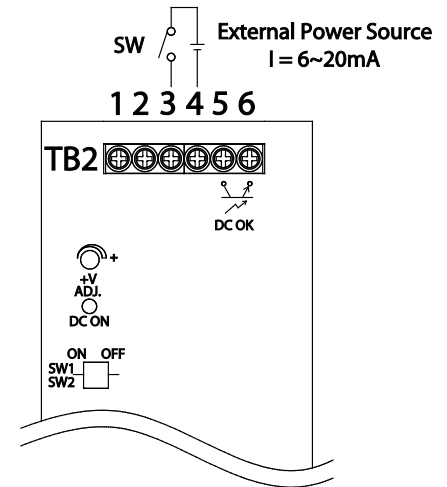 SW
External Power Source
I = 6~20mA
1 2 3 4 5 6
TB2
DC OK
+
+V
ADJ.
DC ON
ON OFF
SW1
SW2